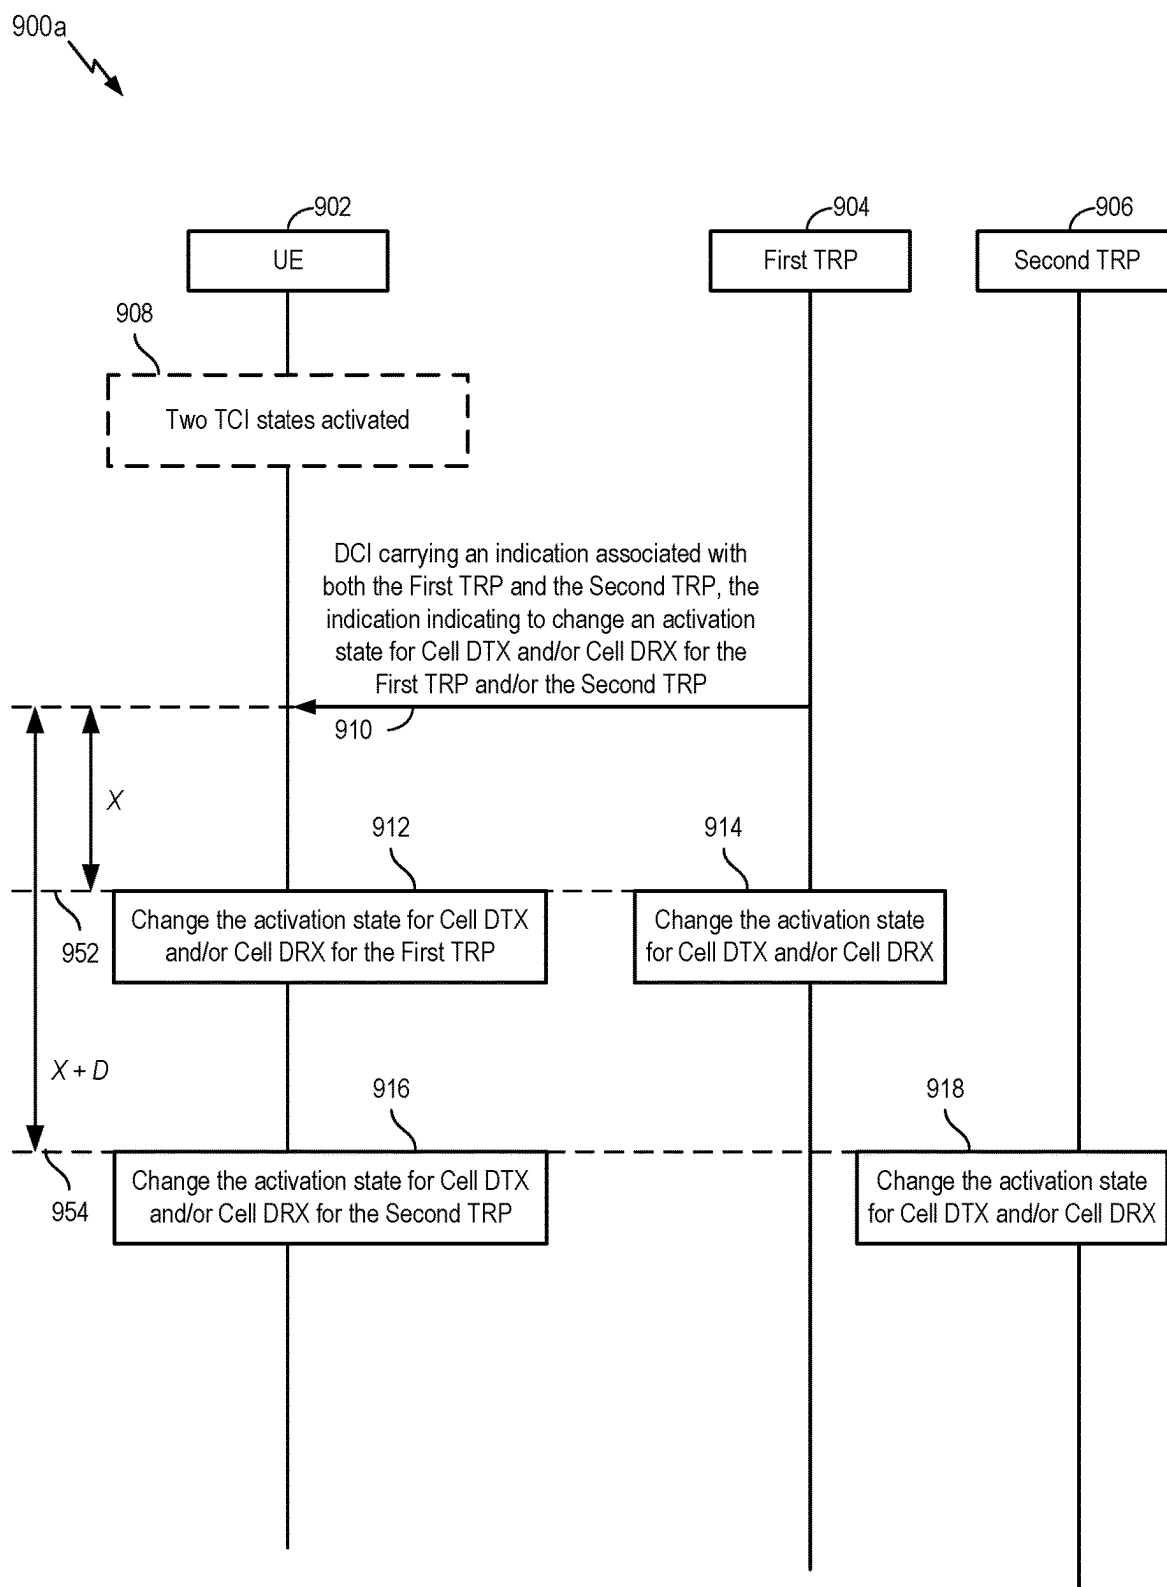 900a
902
904
906
UE
First TRP
Second TRP
908
Two TCI states activated
DCI carrying an indication associated with
both the First TRP and the Second TRP, the
indication indicating to change an activation
state for Cell DTX and/or Cell DRX for the
First TRP and/or the Second TRP
910
X
912
914
Change the activation state for Cell DTX
and/or Cell DRX for the First TRP
Change the activation state
for Cell DTX and/or Cell DRX
952
X + D
916
918
Change the activation state for Cell DTX
and/or Cell DRX for the Second TRP
Change the activation state
for Cell DTX and/or Cell DRX
954